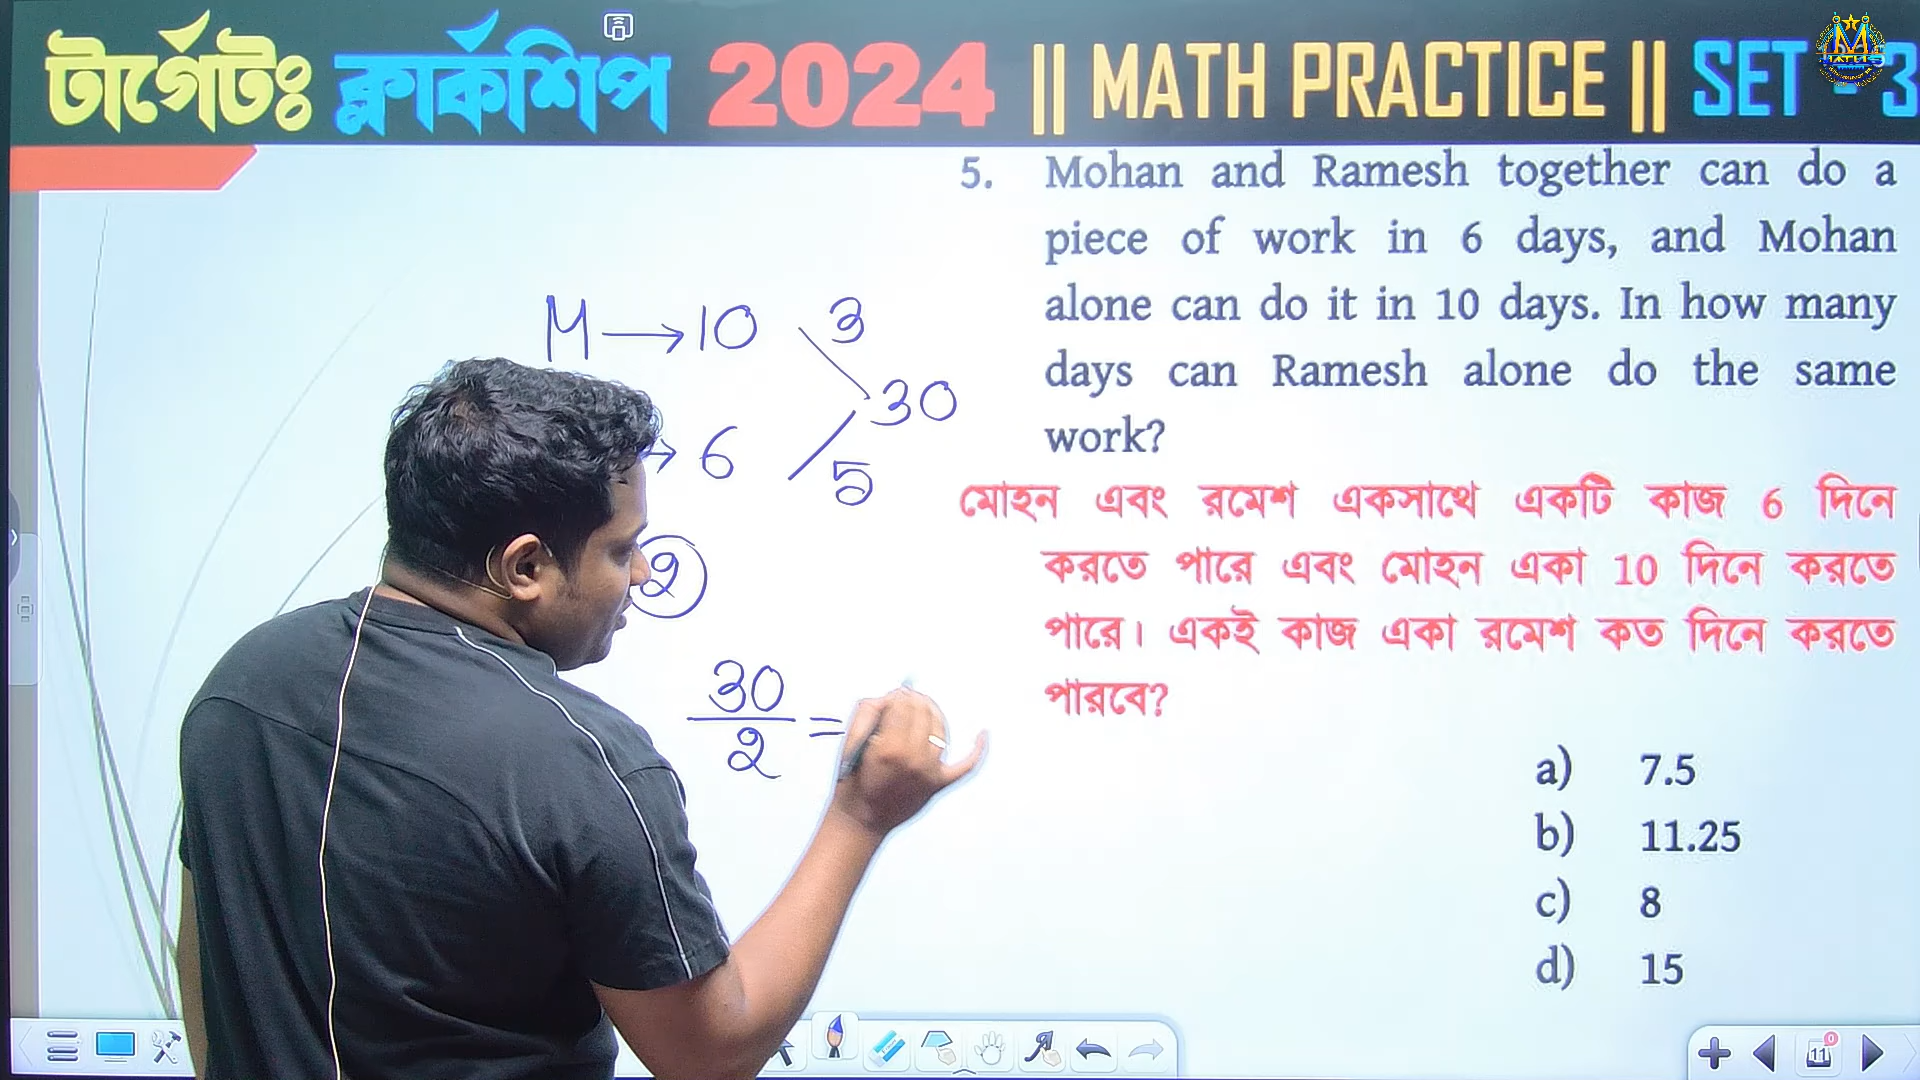 টার্গেটঃ ক্লার্কশিপ 2024 || MATH PRACTICE || SET - 3
5. Mohan and Ramesh together can do a
piece of work in 6 days, and Mohan
alone can do it in 10 days. In how many
days can Ramesh alone do the same
work?
মোহন এবং রমেশ একসাথে একটি কাজ 6 দিনে
করতে পারে এবং মোহন একা 10 দিনে করতে
পারে। একই কাজ একা রমেশ কত দিনে করতে
পারবে?
a) 7.5
b) 11.25
c) 8
d) 15
M → 10 3
30
→ 6 5
2
30
2 =
11